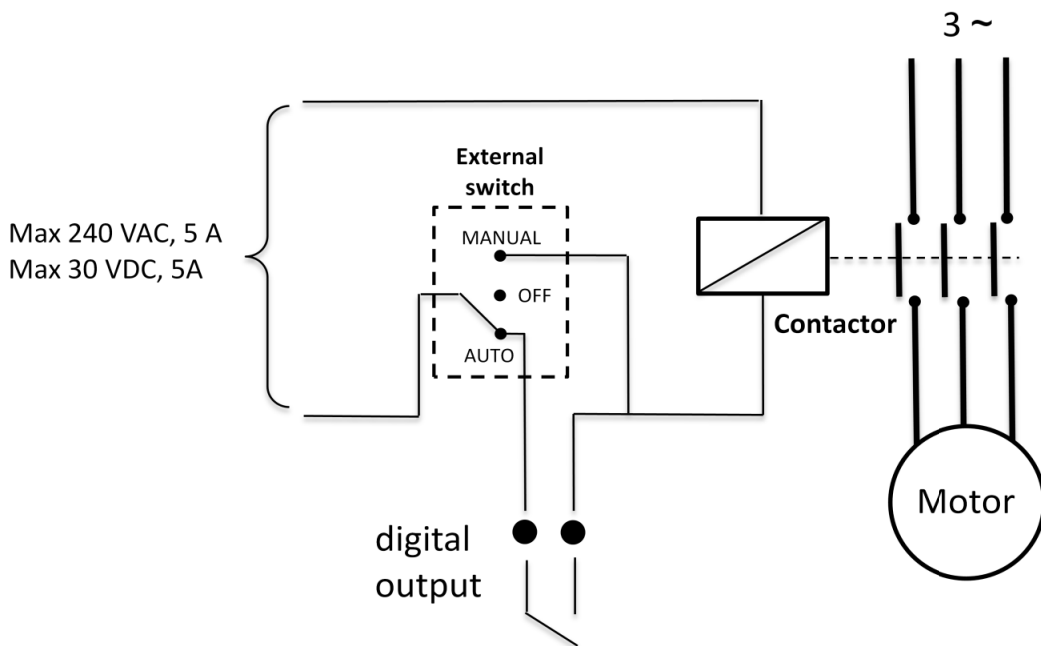 3 ~
External
switch
Max 240 VAC, 5 A
Max 30 VDC, 5A
MANUAL
OFF
AUTO
Contactor
Motor
digital
output